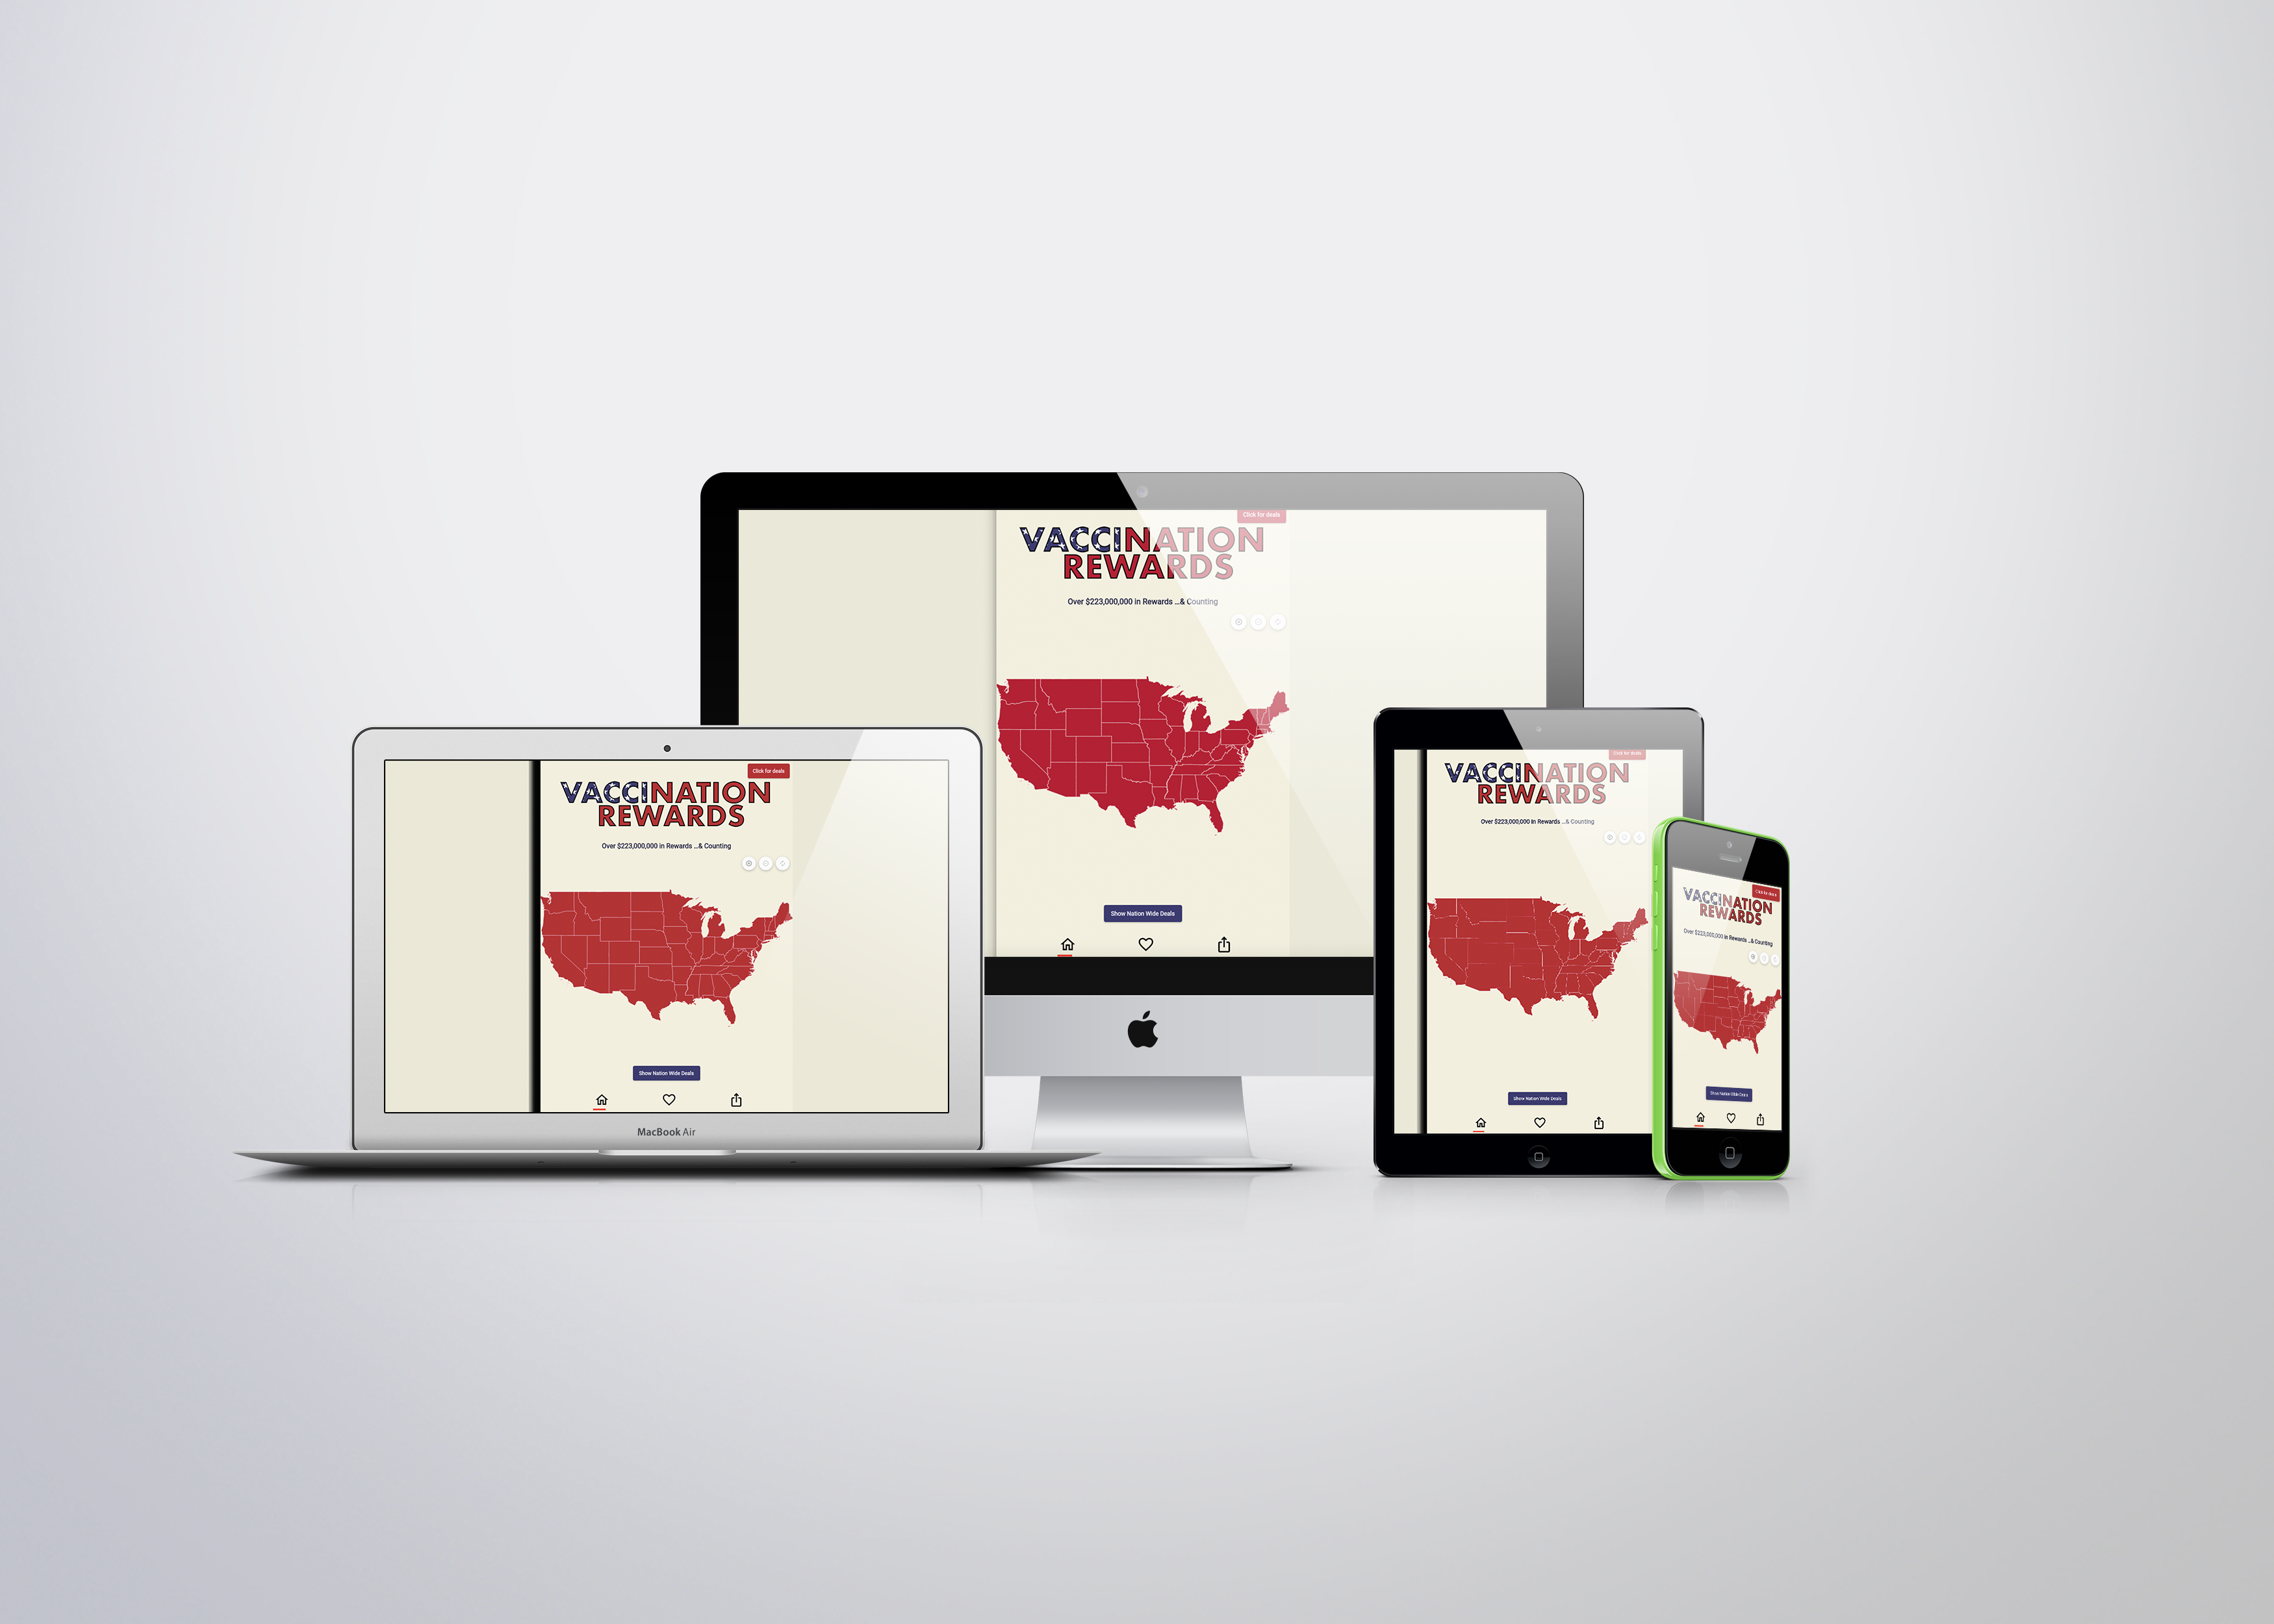 Click for deals
VACCINATION
REWARDS
Over $223,000,000 in Rewards ...& Counting
Show Nation Wide Deals
Click for deals
VACCINATION
REWARDS
Over $223,000,000 in Rewards ...& Counting
Show Nation Wide Deals
MacBook Air
Click for deals
VACCINATION
REWARDS
Over $223,000,000 in Rewards ...& Counting
Show Nation Wide Deals
Click for deals
VACCINATION
REWARDS
Over $223,000,000 in Rewards ...& Counting
Show Nation Wide Deals